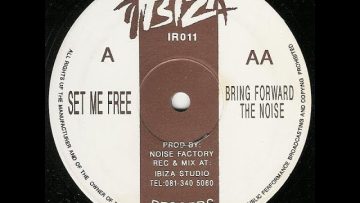 IBIZA
IR011
A
AA
SET ME FREE
BRING FORWARD
THE NOISE
PROD BY:
NOISE FACTORY
REC & MIX AT:
IBIZA STUDIO
TEL: 081 340 5060
RECORDS
ALL RIGHTS OF THE MANUFACTURER AND OF THE OWNER OF
PUBLIC PERFORMANCE BROADCASTING AND COPYING PROHIBITED